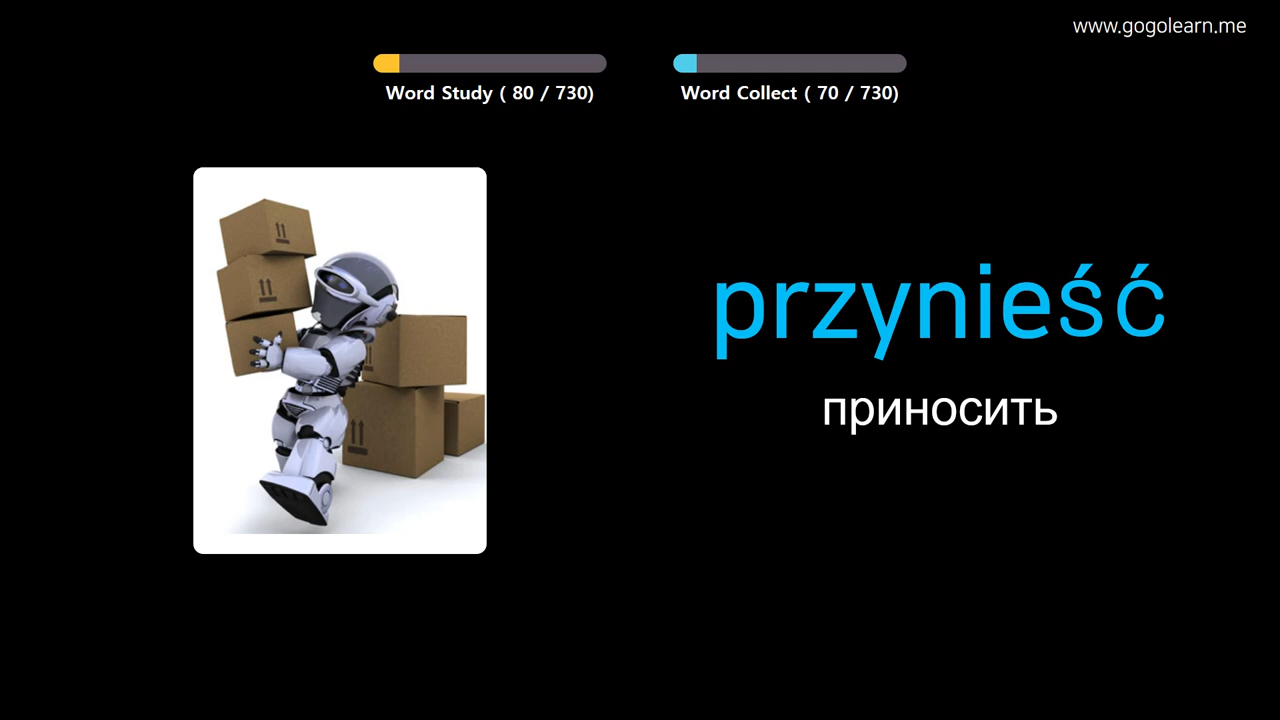 www.gogolearn.me
Word Study ( 80 / 730)
Word Collect ( 70 / 730)
przynieść
приносить